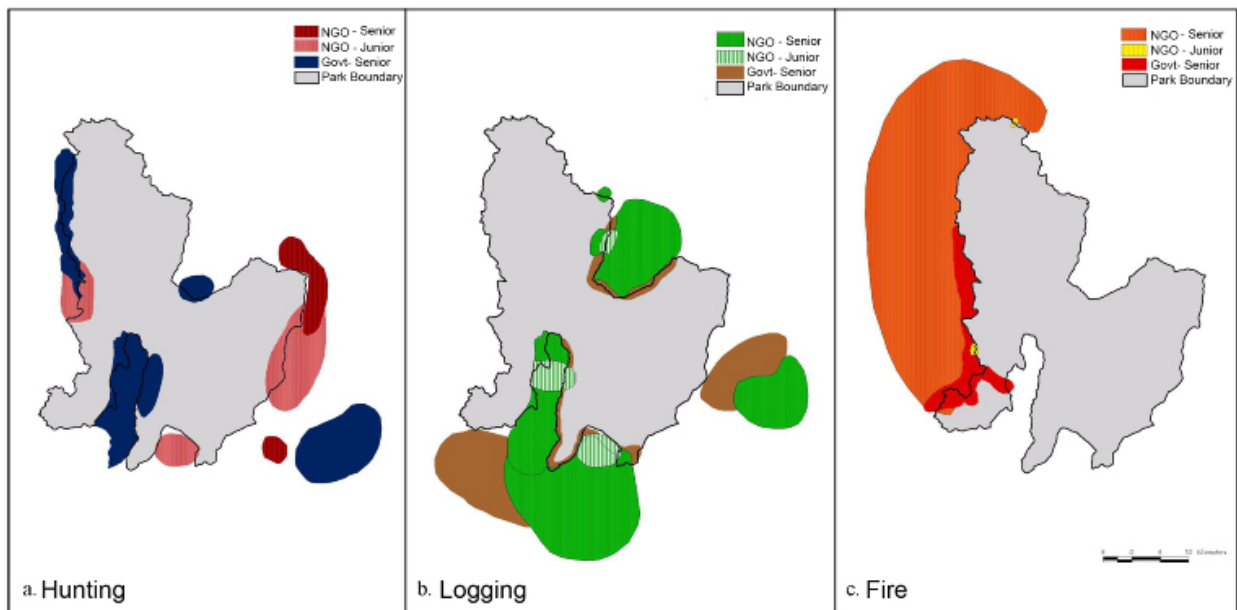 NGO - Senior
NGO - Junior
Govt- Senior
Park Boundary
a. Hunting
NGO - Senior
NGO - Junior
Govt- Senior
Park Boundary
b. Logging
NGO - Senior
NGO - Junior
Govt- Senior
Park Boundary
c. Fire